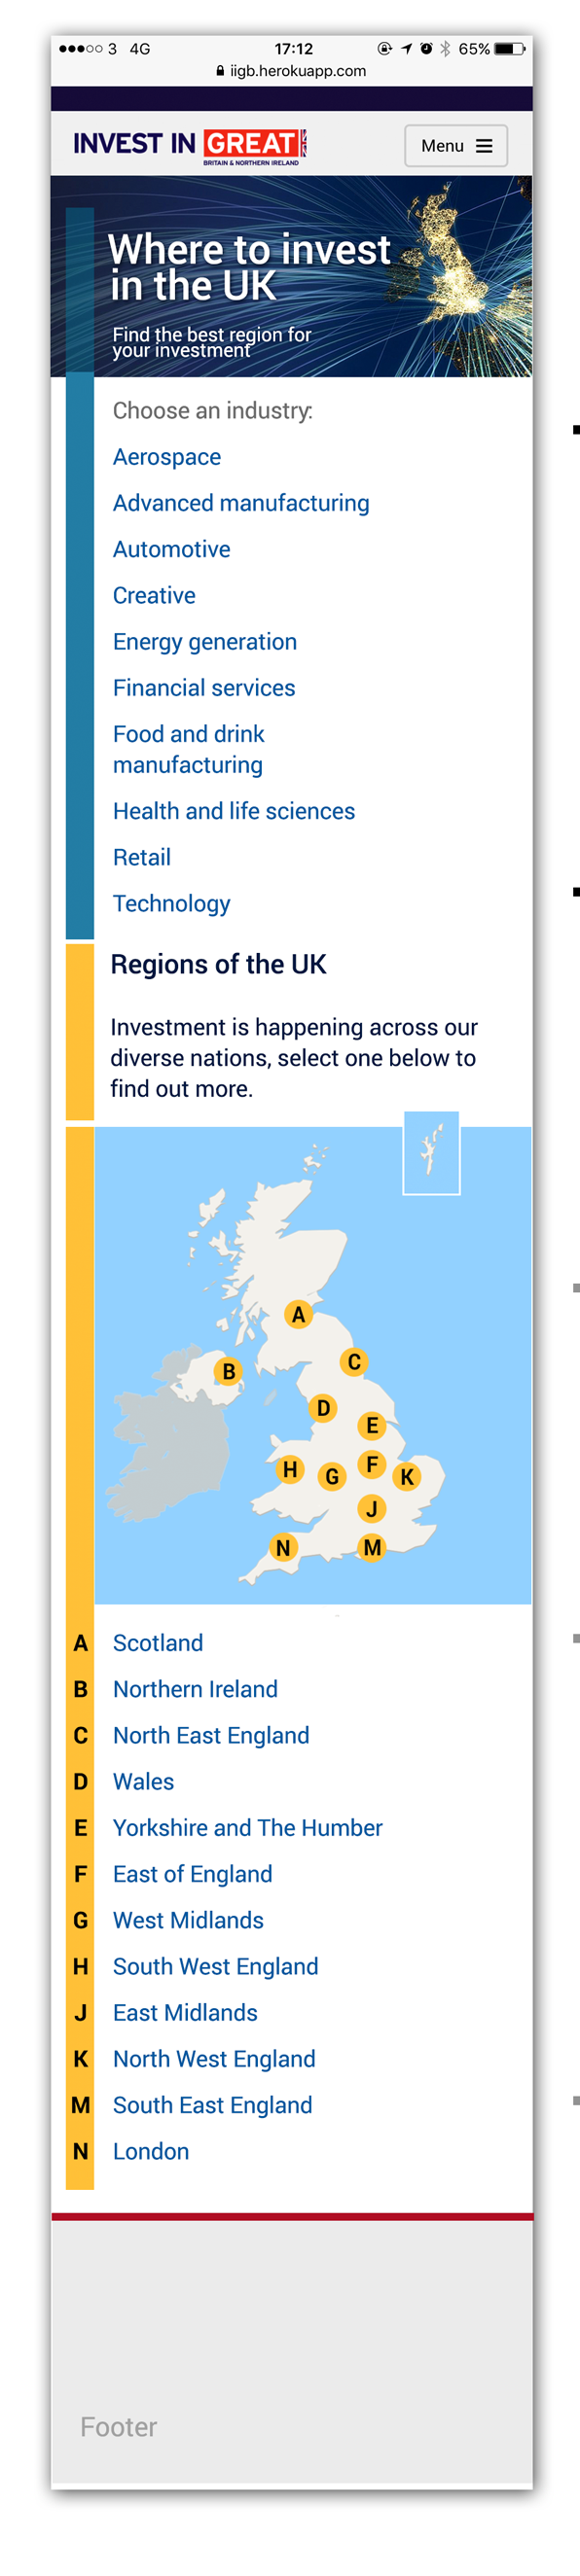 3 4G 17:12 65%
iigb.herokuapp.com
INVEST IN GREAT
BRITAIN & NORTHERN IRELAND
Menu
Where to invest
in the UK
Find the best region for
your investment
Choose an industry:
Aerospace
Advanced manufacturing
Automotive
Creative
Energy generation
Financial services
Food and drink
manufacturing
Health and life sciences
Retail
Technology
Regions of the UK
Investment is happening across our
diverse nations, select one below to
find out more.
A
C
B
D
E
F
H
G
K
J
N
M
A Scotland
B Northern Ireland
C North East England
D Wales
E Yorkshire and The Humber
F East of England
G West Midlands
H South West England
J East Midlands
K North West England
M South East England
N London
Footer